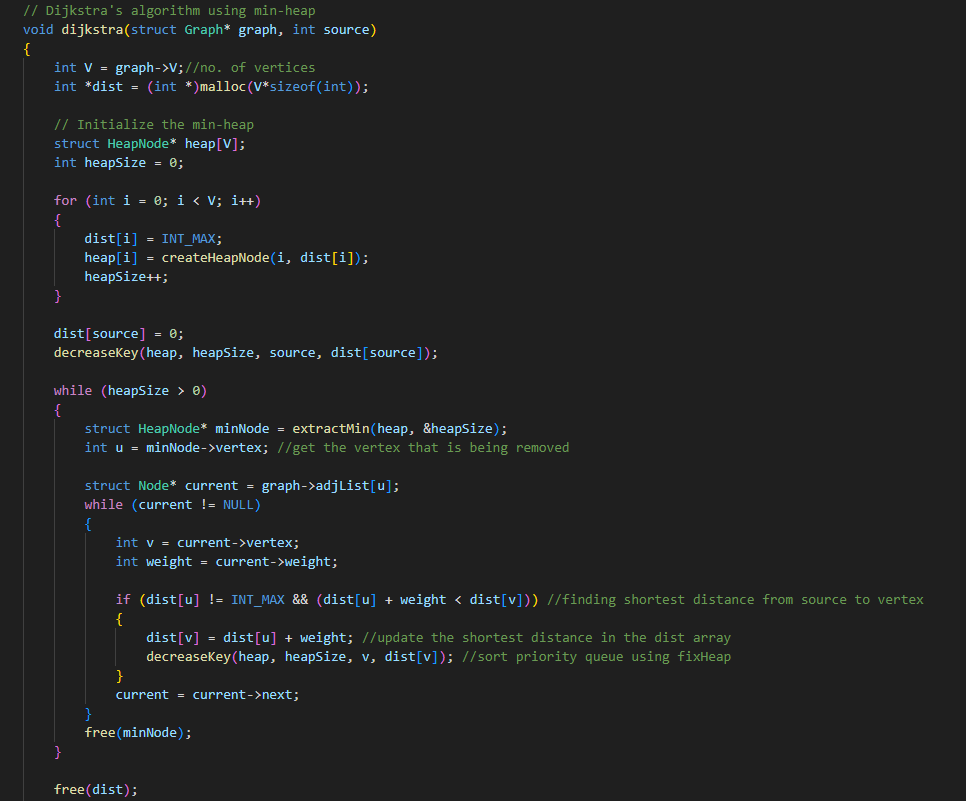 // Dijkstra's algorithm using min-heap
void dijkstra(struct Graph* graph, int source)
{
    int V = graph->V;//no. of vertices
    int *dist = (int *)malloc(V*sizeof(int));

    // Initialize the min-heap
    struct HeapNode* heap[V];
    int heapSize = 0;

    for (int i = 0; i < V; i++)
    {
        dist[i] = INT_MAX;
        heap[i] = createHeapNode(i, dist[i]);
        heapSize++;
    }

    dist[source] = 0;
    decreaseKey(heap, heapSize, source, dist[source]);

    while (heapSize > 0)
    {
        struct HeapNode* minNode = extractMin(heap, &heapSize);
        int u = minNode->vertex; //get the vertex that is being removed

        struct Node* current = graph->adjList[u];
        while (current != NULL)
        {
            int v = current->vertex;
            int weight = current->weight;

            if (dist[u] != INT_MAX && (dist[u] + weight < dist[v])) //finding shortest distance from source to vertex
            {
                dist[v] = dist[u] + weight; //update the shortest distance in the dist array
                decreaseKey(heap, heapSize, v, dist[v]); //sort priority queue using fixHeap
            }
            current = current->next;
        }
        free(minNode);
    }

    free(dist);